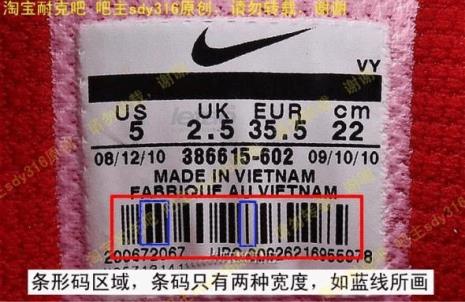 淘宝耐克吧 吧主sdy316原创，请勿转载，谢谢
VY
US UK EUR cm
5 2.5 35.5 22
08/12/10 386615-602 09/10/10
MADE IN VIETNAM
FABRIQUE AU VIETNAM
200672067
条形码区域，条码只有两种宽度，如蓝线所画